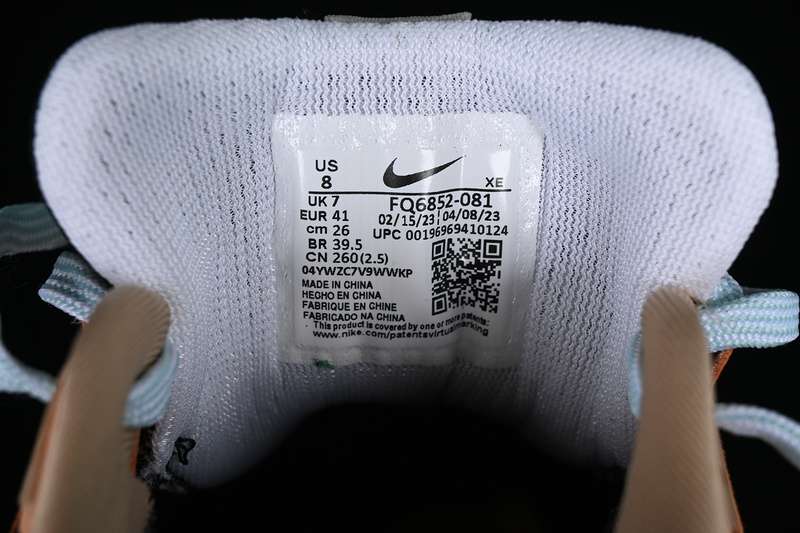 US
8
XE
UK 7
FQ6852-081
EUR 41
02/15/23 04/08/23
cm 26
UPC 00196969410124
BR 39.5
CN 260(2.5)
04YWZC7V9WWKP
MADE IN CHINA
HECHO EN CHINA
FABRIQUE EN CHINE
FABRICADO NA CHINA
This product is covered by one or more patents:
www.nike.com/patentsvirtualmarking